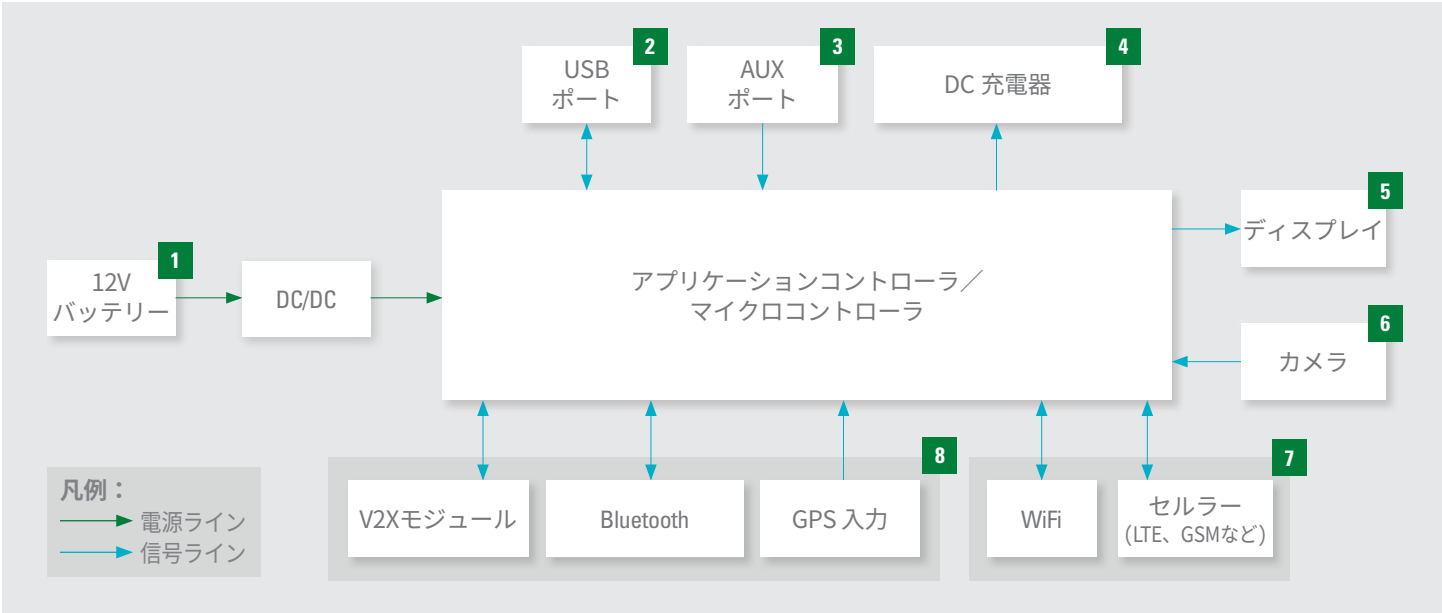 2
USB
ポート
3
AUX
ポート
4
DC 充電器
5
ディスプレイ
1
12V
バッテリー
DC/DC
アプリケーションコントローラ／
マイクロコントローラ
6
カメラ
8
V2Xモジュール
Bluetooth
GPS 入力
7
WiFi
セルラー
(LTE、GSMなど)
凡例：
電源ライン
信号ライン